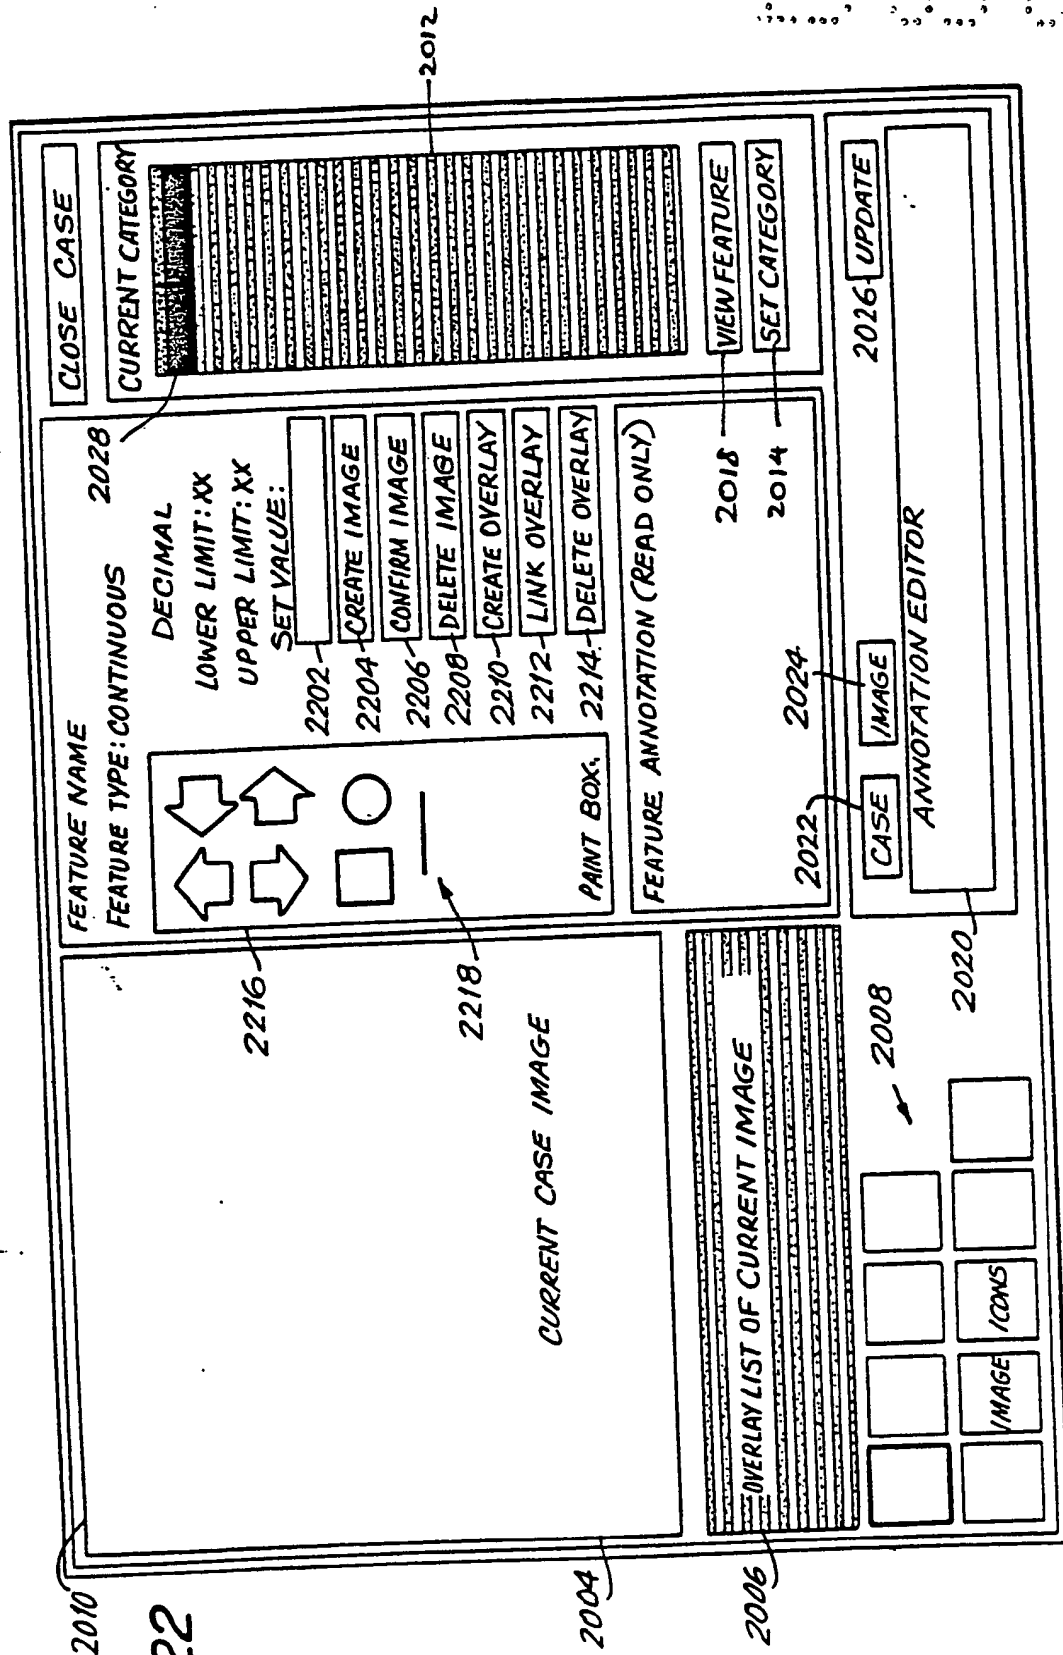 2010
22
FEATURE NAME
FEATURE TYPE: CONTINUOUS
2028
DECIMAL
LOWER LIMIT: XX
UPPER LIMIT: XX
SET VALUE:
2202
2204
CREATE IMAGE
2206
CONFIRM IMAGE
2208
DELETE IMAGE
2210
CREATE OVERLAY
2212
LINK OVERLAY
2214
DELETE OVERLAY
CLOSE CASE
CURRENT CATEGORY
2012
2216
2218
PAINT BOX.
CURRENT CASE IMAGE
2004
FEATURE ANNOTATION (READ ONLY)
2018
VIEW FEATURE
2014
SET CATEGORY
OVERLAY LIST OF CURRENT IMAGE
2006
2022
CASE
2024
IMAGE
2026
UPDATE
ANNOTATION EDITOR
2020
2008
IMAGE
ICONS